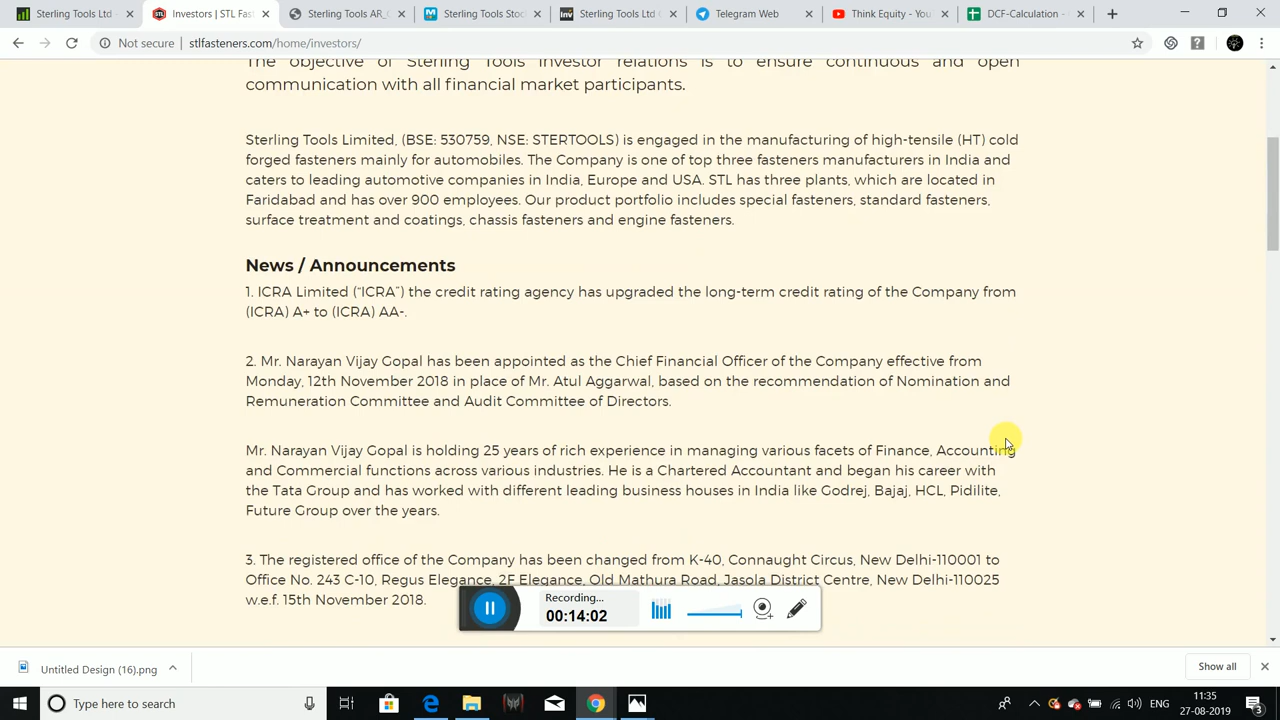 Sterling Tools Ltd -
Investors | STL Fast
Sterling Tools AR_
Sterling Tools Stoc
Sterling Tools Ltd
Telegram Web
Think Equity - You
DCF-Calculation -
Not secure
stlfasteners.com/home/investors/
The objective of Sterling Tools Investor relations is to ensure continuous and open
communication with all financial market participants.
Sterling Tools Limited, (BSE: 530759, NSE: STERTOOLS) is engaged in the manufacturing of high-tensile (HT) cold
forged fasteners mainly for automobiles. The Company is one of top three fasteners manufacturers in India and
caters to leading automotive companies in India, Europe and USA. STL has three plants, which are located in
Faridabad and has over 900 employees. Our product portfolio includes special fasteners, standard fasteners,
surface treatment and coatings, chassis fasteners and engine fasteners.
News / Announcements
1. ICRA Limited (“ICRA”) the credit rating agency has upgraded the long-term credit rating of the Company from
(ICRA) A+ to (ICRA) AA-.
2. Mr. Narayan Vijay Gopal has been appointed as the Chief Financial Officer of the Company effective from
Monday, 12th November 2018 in place of Mr. Atul Aggarwal, based on the recommendation of Nomination and
Remuneration Committee and Audit Committee of Directors.
Mr. Narayan Vijay Gopal is holding 25 years of rich experience in managing various facets of Finance, Accounting
and Commercial functions across various industries. He is a Chartered Accountant and began his career with
the Tata Group and has worked with different leading business houses in India like Godrej, Bajaj, HCL, Pidilite,
Future Group over the years.
3. The registered office of the Company has been changed from K-40, Connaught Circus, New Delhi-110001 to
Office No. 243 C-10, Regus Elegance, 2F Elegance, Old Mathura Road, Jasola District Centre, New Delhi-110025
w.e.f. 15th November 2018.
Recording...
00:14:02
Untitled Design (16).png
Show all
Type here to search
ENG
11:35
27-08-2019
3